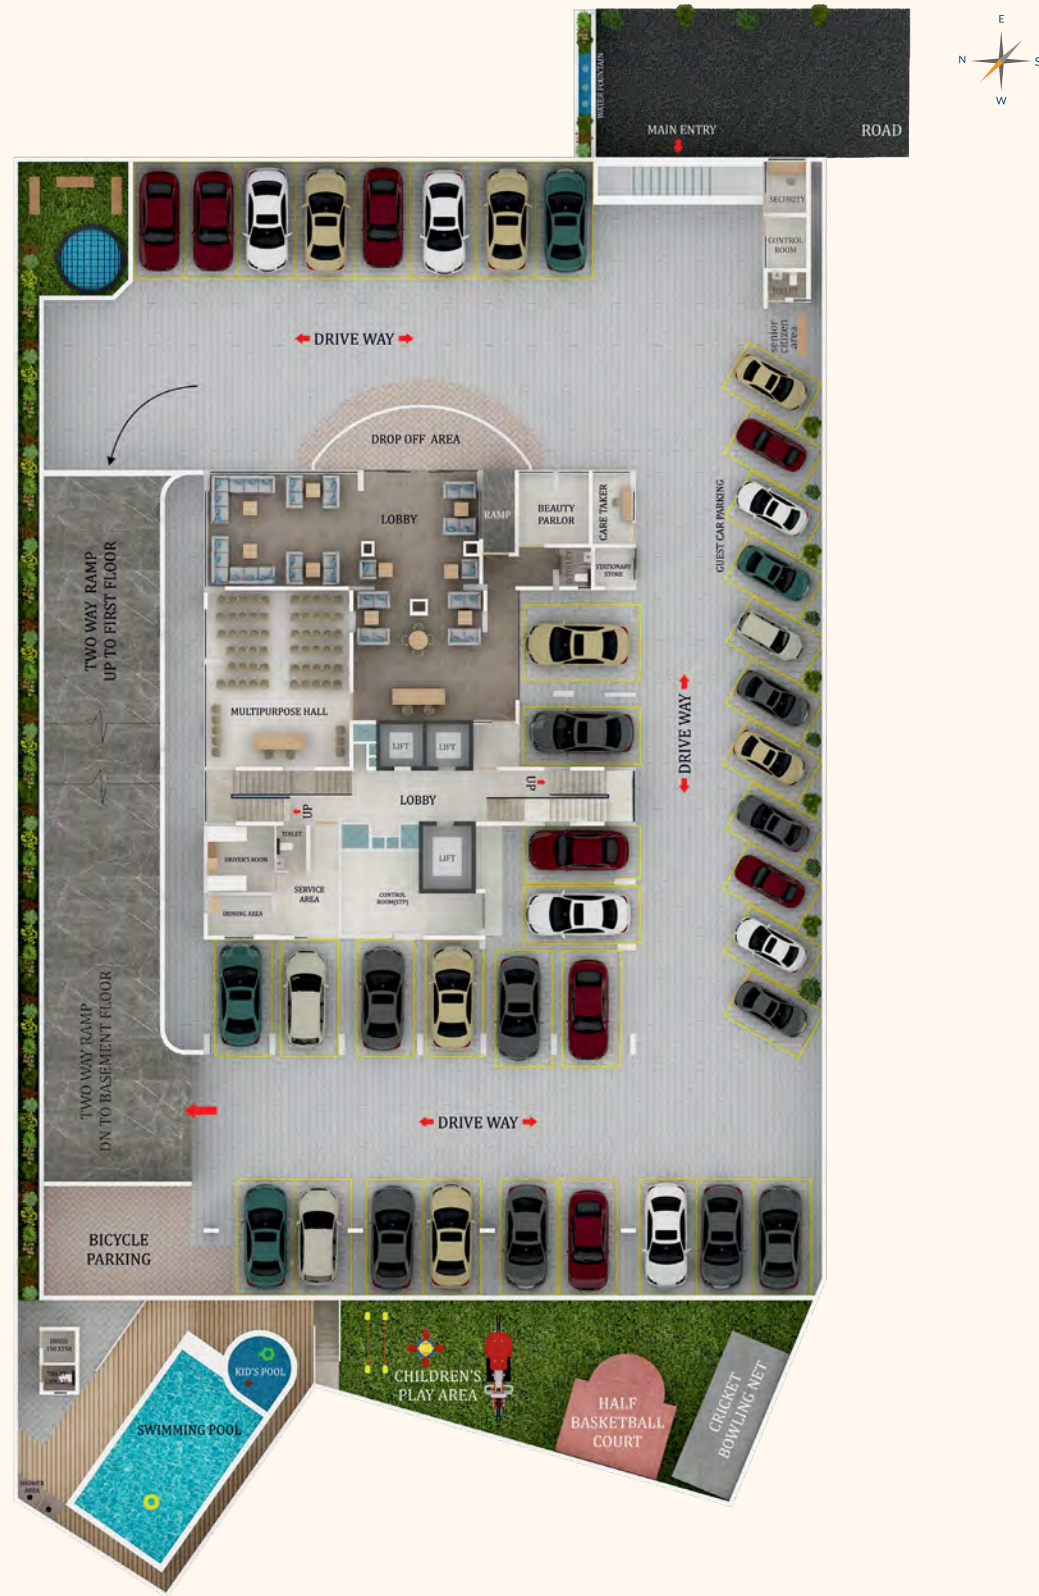 E
N
S
W
WATER FOUNTAIN
MAIN ENTRY
ROAD
SECURITY
CONTROL
ROOM
TOILET
senior
citizen
area
DRIVE WAY
DROP OFF AREA
LOBBY
RAMP
BEAUTY
PARLOR
CARE TAKER
TOILET
STATIONARY
STORE
GUEST CAR PARKING
TWO WAY RAMP
UP TO FIRST FLOOR
MULTIPURPOSE HALL
LIFT
LIFT
DRIVE WAY
LOBBY
UP
UP
TOILET
DRIVER'S ROOM
LIFT
SERVICE
AREA
CONTROL
ROOM(STP)
IRONING AREA
TWO WAY RAMP
DN TO BASEMENT FLOOR
DRIVE WAY
BICYCLE
PARKING
KID'S POOL
SWIMMING POOL
SHOWER
AREA
CHILDREN'S
PLAY AREA
HALF
BASKETBALL
COURT
CRICKET
BOWLING NET